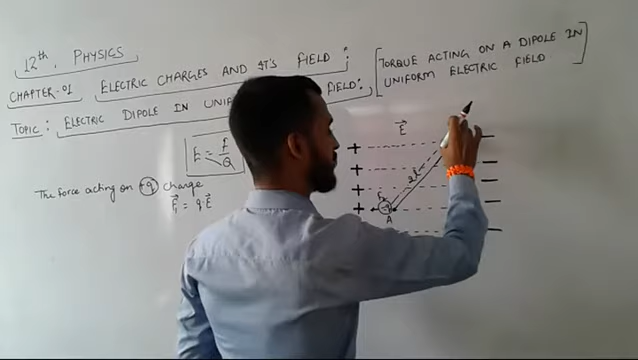 12th. PHYSICS
CHAPTER-01 ELECTRIC CHARGES AND IT'S FIELD:
TOPIC: ELECTRIC DIPOLE IN UNI FIELD:
[TORQUE ACTING ON A DIPOLE IN
UNIFORM ELECTRIC FIELD]
E = F/Q
The force acting on -q charge
F₁ = q·E
E
2l
-q
A